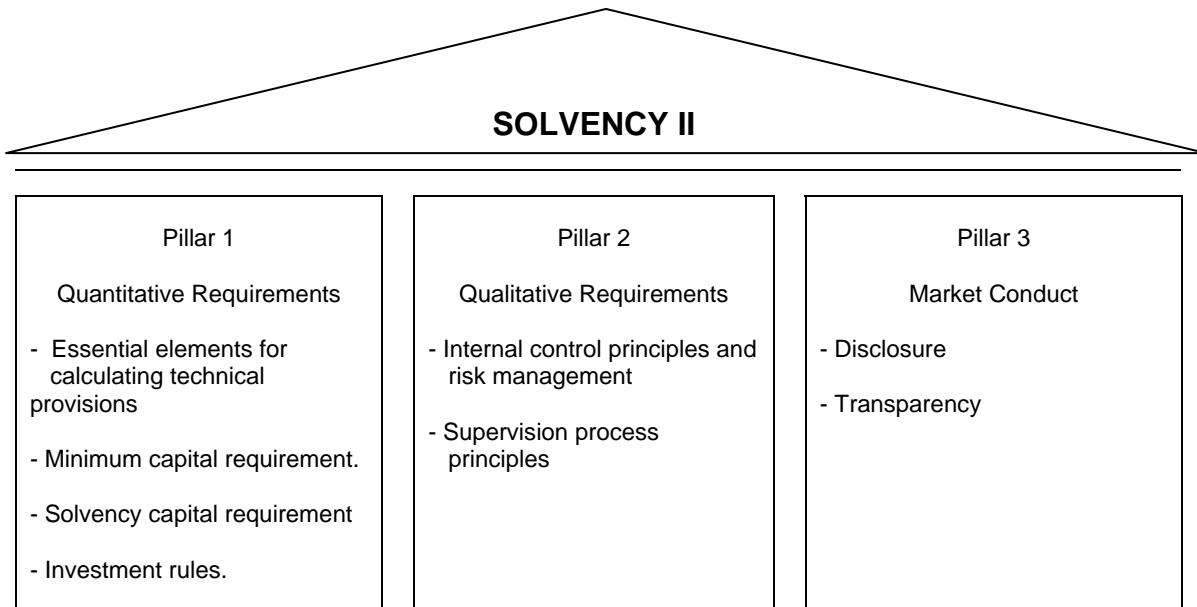 SOLVENCY II
Pillar 1
Quantitative Requirements
- Essential elements for
calculating technical
provisions
- Minimum capital requirement.
- Solvency capital requirement
- Investment rules.
Pillar 2
Qualitative Requirements
- Internal control principles and
risk management
- Supervision process
principles
Pillar 3
Market Conduct
- Disclosure
- Transparency